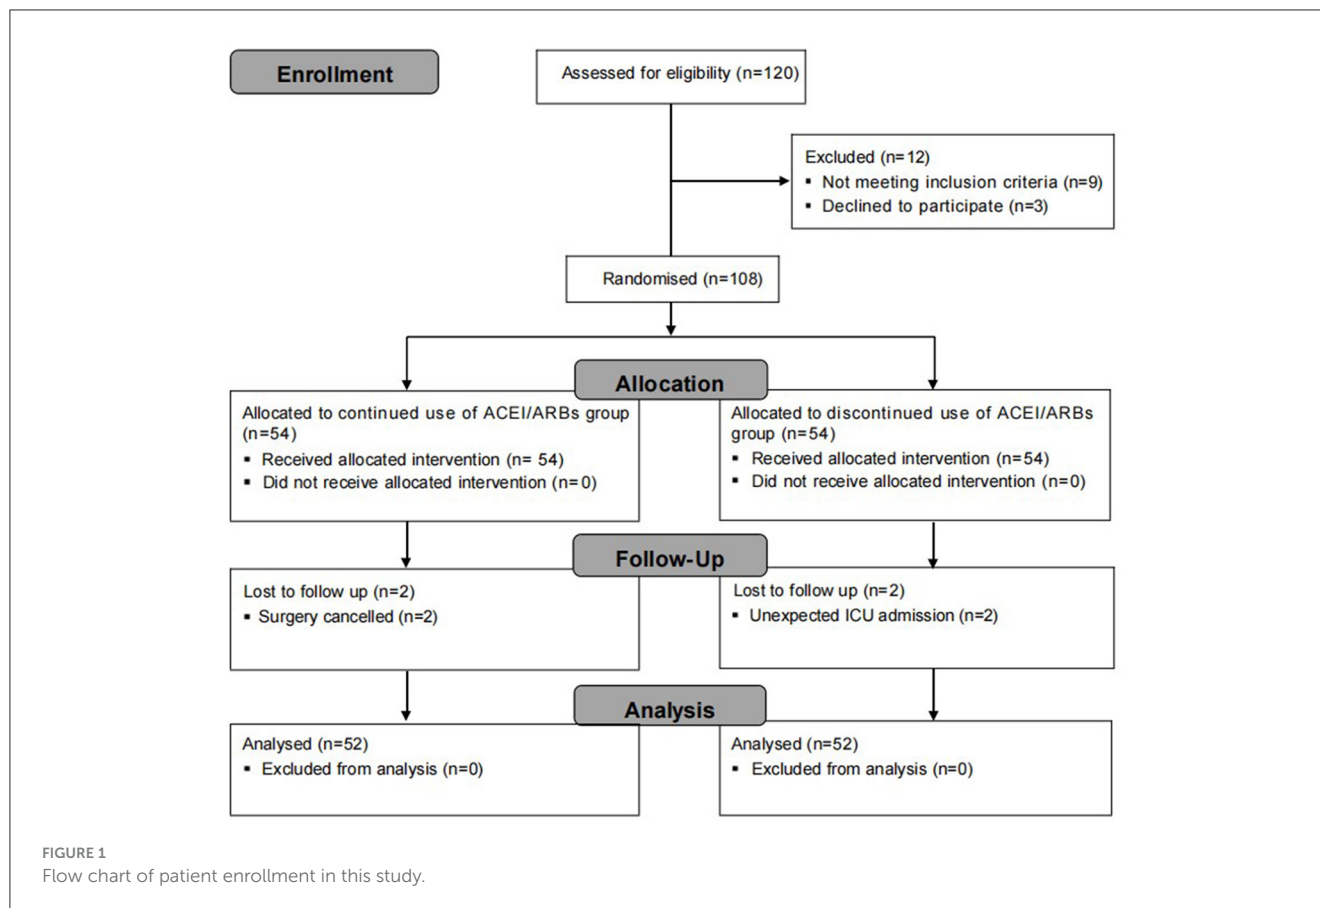 Enrollment
Assessed for eligibility (n=120)
Excluded (n=12)
▪ Not meeting inclusion criteria (n=9)
▪ Declined to participate (n=3)
Randomised (n=108)
Allocation
Allocated to continued use of ACEI/ARBs group
(n=54)
▪ Received allocated intervention (n= 54)
▪ Did not receive allocated intervention (n=0)
Allocated to discontinued use of ACEI/ARBs
group (n=54)
▪ Received allocated intervention (n=54)
▪ Did not receive allocated intervention (n=0)
Follow-Up
Lost to follow up (n=2)
▪ Surgery cancelled (n=2)
Lost to follow up (n=2)
▪ Unexpected ICU admission (n=2)
Analysis
Analysed (n=52)
▪ Excluded from analysis (n=0)
Analysed (n=52)
▪ Excluded from analysis (n=0)
FIGURE 1
Flow chart of patient enrollment in this study.